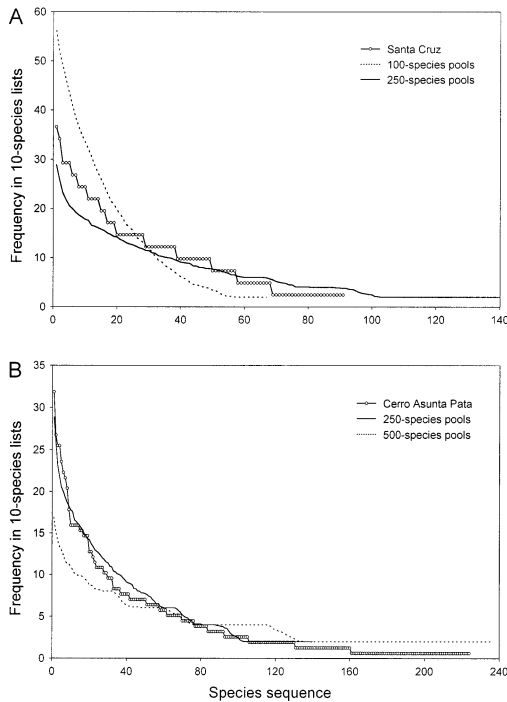 A
Frequency in 10-species lists
60
50
40
30
20
10
0
Santa Cruz
100-species pools
250-species pools
0 20 40 60 80 100 120 140
B
Frequency in 10-species lists
35
30
25
20
15
10
5
0
Cerro Asunta Pata
250-species pools
500-species pools
0 40 80 120 160 200 240
Species sequence